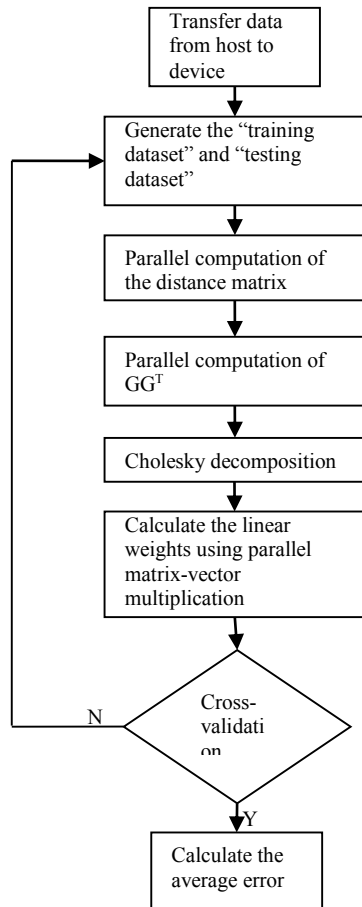 Transfer data
from host to
device
Generate the “training
dataset” and “testing
dataset”
Parallel computation of
the distance matrix
Parallel computation of
GGᵀ
Cholesky decomposition
Calculate the linear
weights using parallel
matrix-vector
multiplication
Cross-
validati
on
N
Y
Calculate the
average error